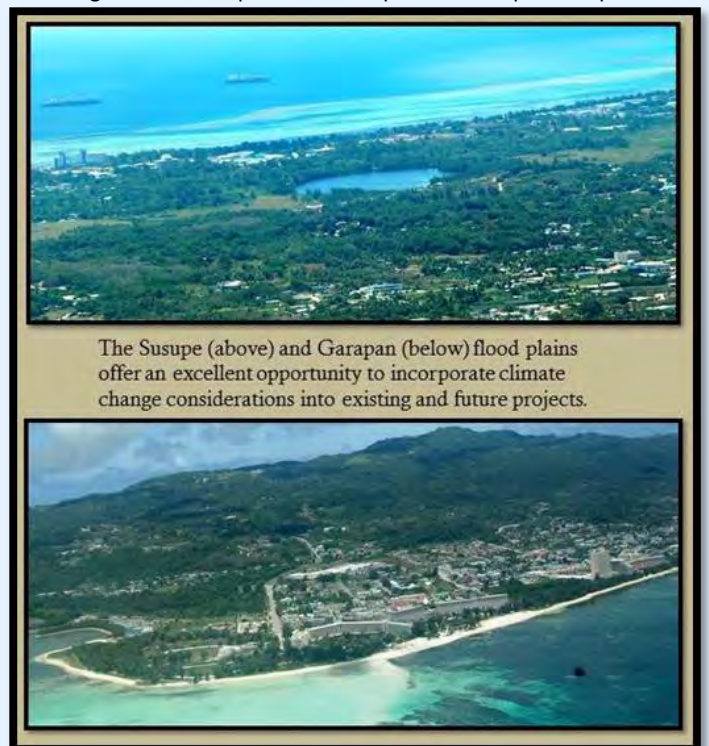 The Susupe (above) and Garapan (below) flood plains
offer an excellent opportunity to incorporate climate
change considerations into existing and future projects.